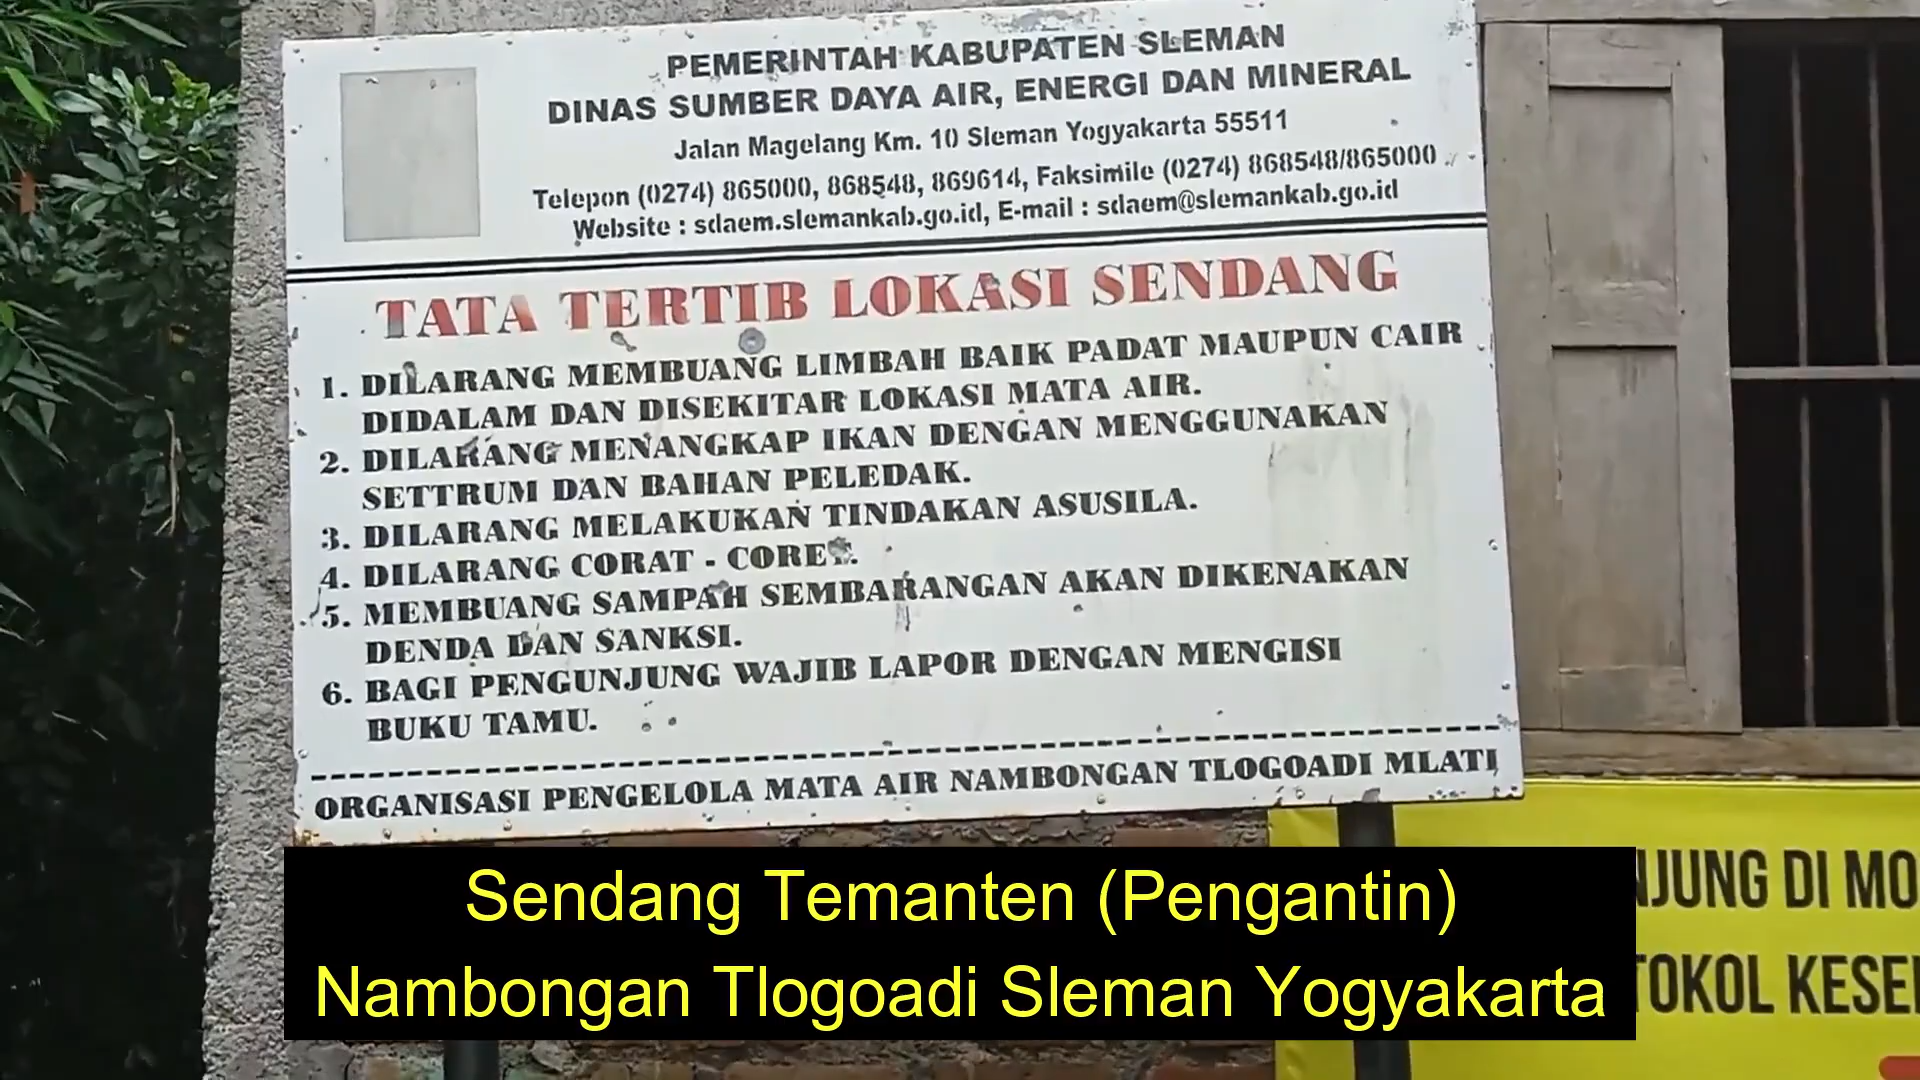 PEMERINTAH KABUPATEN SLEMAN
DINAS SUMBER DAYA AIR, ENERGI DAN MINERAL
Jalan Magelang Km. 10 Sleman Yogyakarta 55511
Telepon (0274) 865000, 868548, 869614, Faksimile (0274) 868548/865000
Website : sdaem.slemankab.go.id, E-mail : sdaem@slemankab.go.id
TATA TERTIB LOKASI SENDANG
1. DILARANG MEMBUANG LIMBAH BAIK PADAT MAUPUN CAIR
DIDALAM DAN DISEKITAR LOKASI MATA AIR.
2. DILARANG MENANGKAP IKAN DENGAN MENGGUNAKAN
SETTRUM DAN BAHAN PELEDAK.
3. DILARANG MELAKUKAN TINDAKAN ASUSILA.
4. DILARANG CORAT - CORET.
5. MEMBUANG SAMPAH SEMBARANGAN AKAN DIKENAKAN
DENDA DAN SANKSI.
6. BAGI PENGUNJUNG WAJIB LAPOR DENGAN MENGISI
BUKU TAMU.
ORGANISASI PENGELOLA MATA AIR NAMBONGAN TLOGOADI MLATI
Sendang Temanten (Pengantin)
Nambongan Tlogoadi Sleman Yogyakarta
NJUNG DI MO
TOKOL KESE